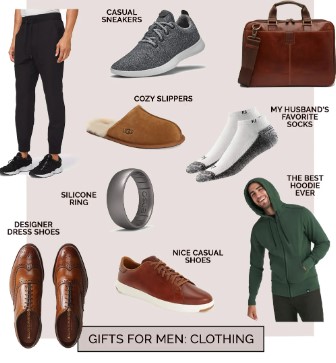 CASUAL
SNEAKERS
COZY SLIPPERS
MY HUSBAND'S
FAVORITE
SOCKS
SILICONE
RING
THE BEST
HOODIE
EVER
DESIGNER
DRESS SHOES
NICE CASUAL
SHOES
GIFTS FOR MEN: CLOTHING